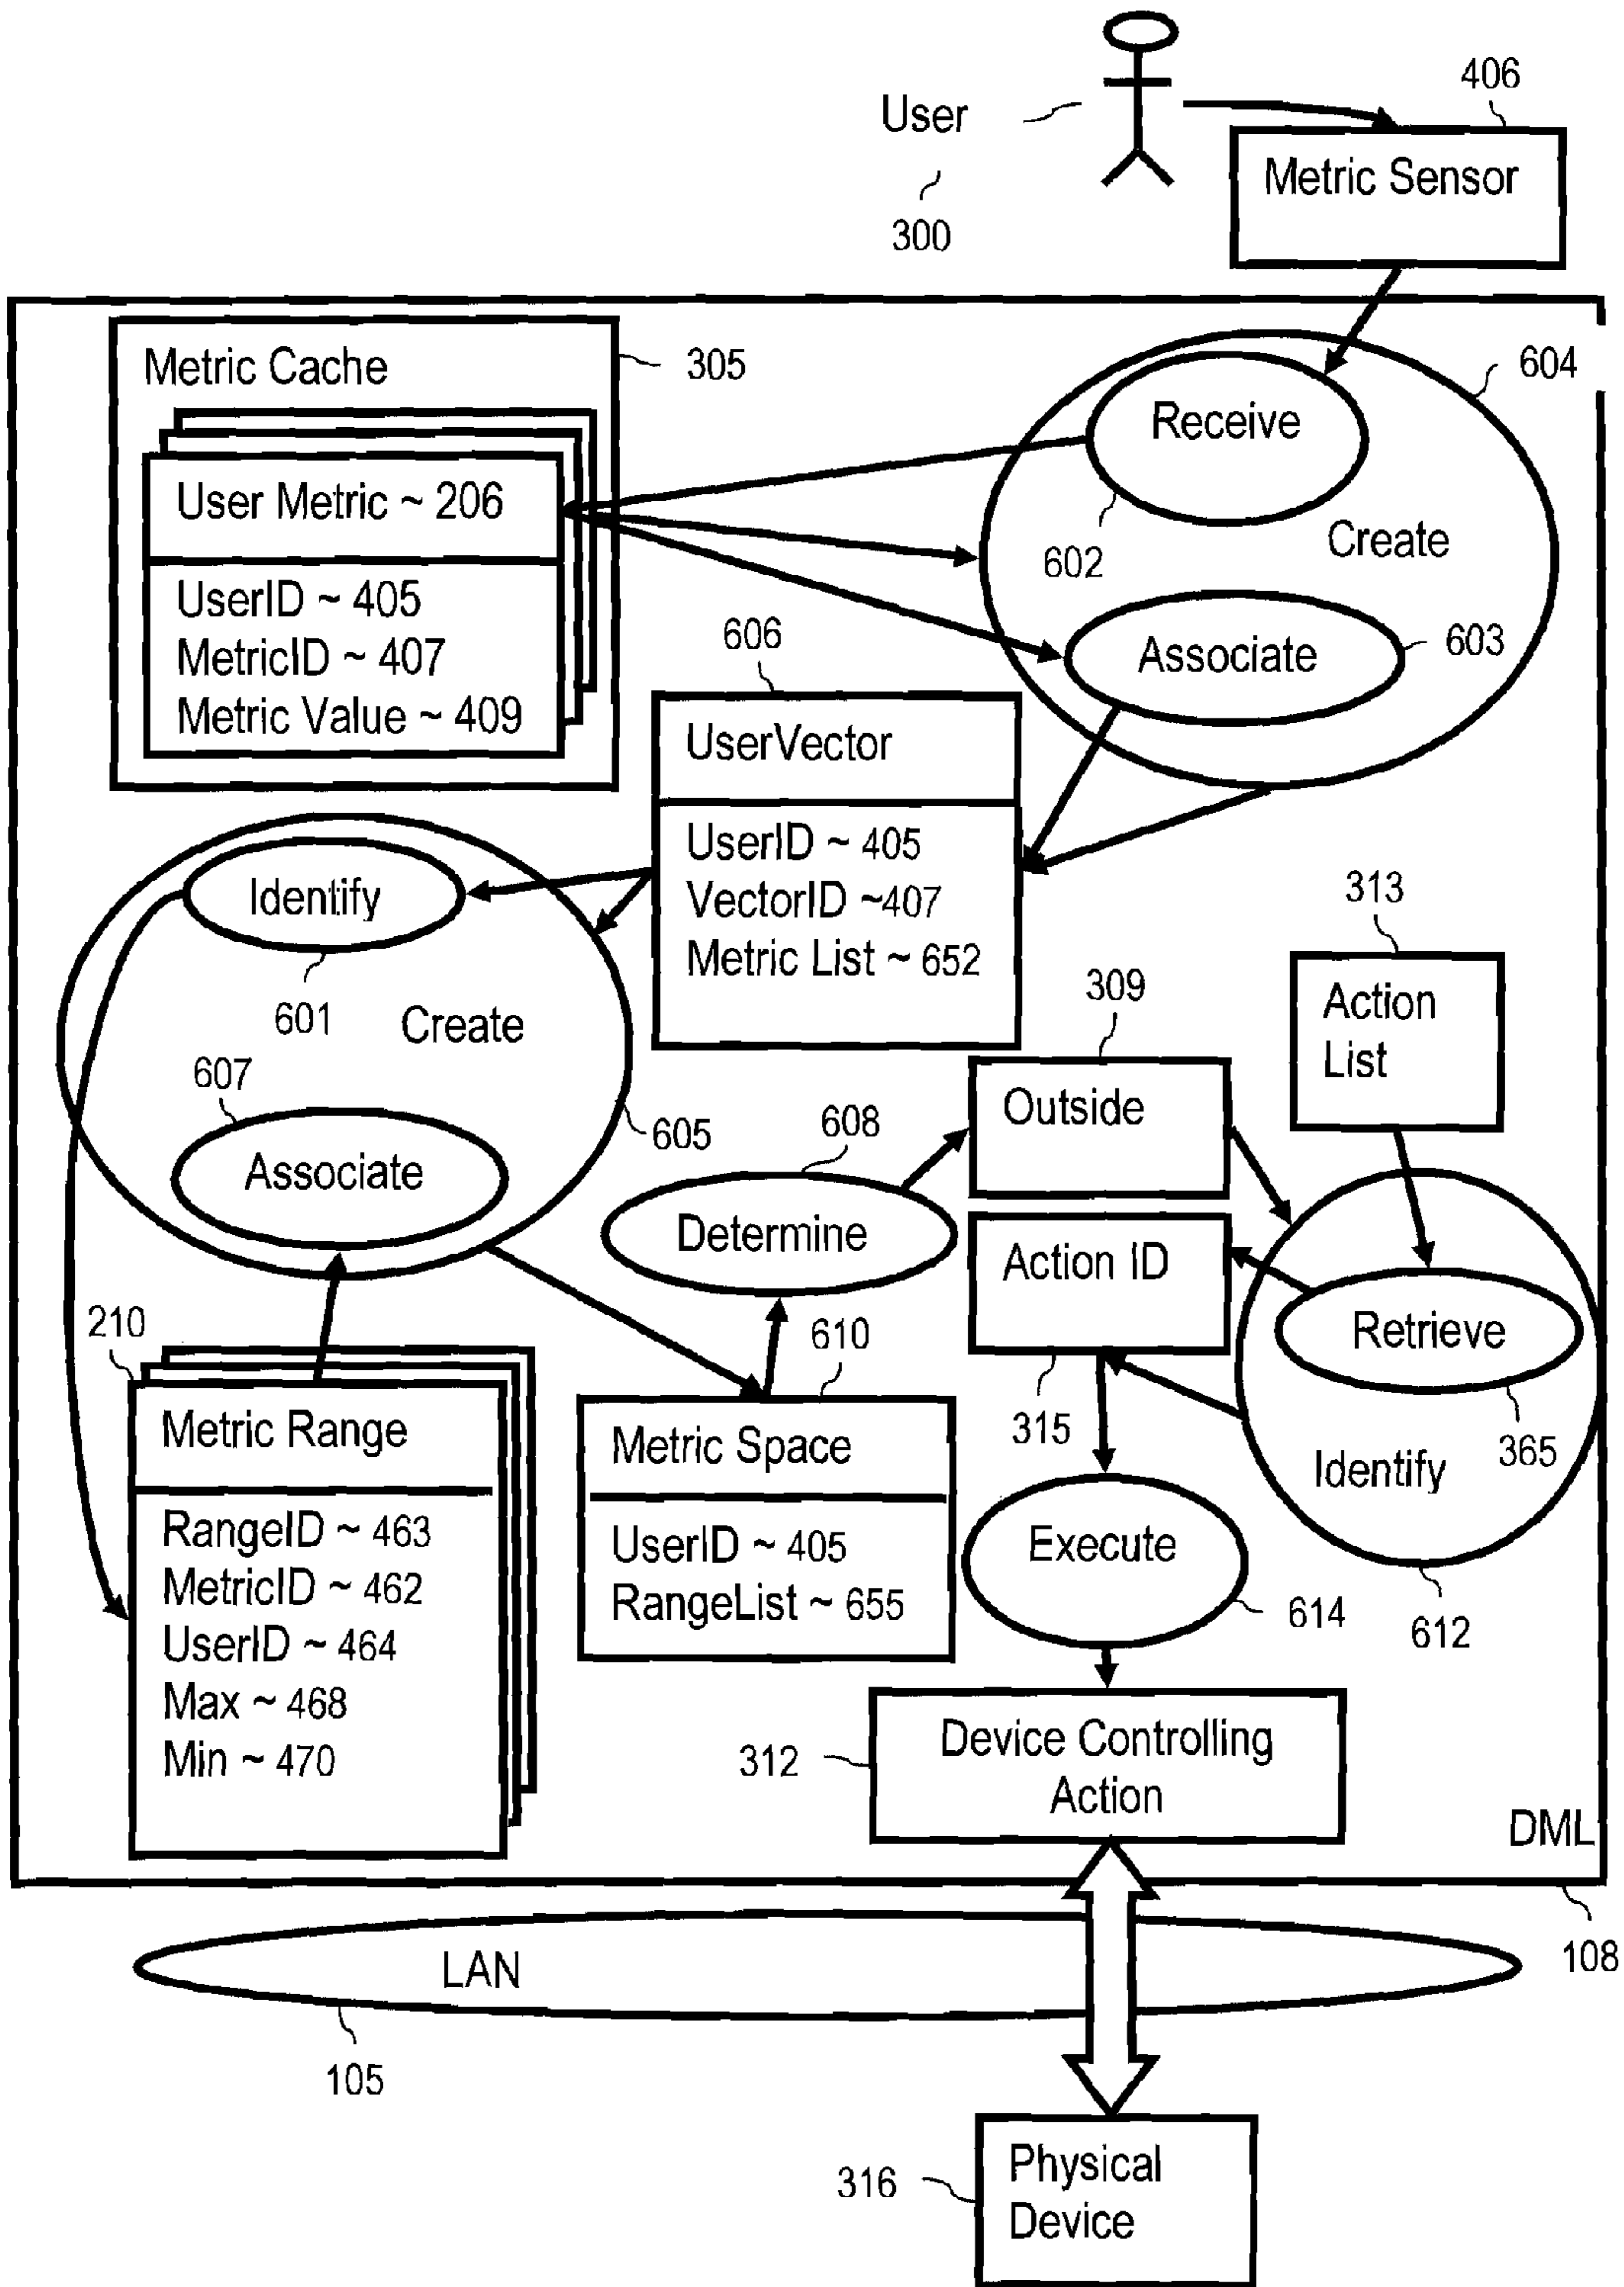 406
User
Metric Sensor
300
Metric Cache
305
604
Receive
User Metric ~ 206
Create
602
UserID ~ 405
MetricID ~ 407
Metric Value ~ 409
606
603
Associate
UserVector
UserID ~ 405
VectorID ~407
Metric List ~ 652
Identify
601
Create
313
Action
List
309
Outside
607
605
608
Associate
Determine
Action ID
Retrieve
210
610
315
365
Metric Range
Metric Space
Identify
RangeID ~ 463
MetricID ~ 462
UserID ~ 464
Max ~ 468
Min ~ 470
UserID ~ 405
RangeList ~ 655
Execute
614
612
312
Device Controlling
Action
DML
108
LAN
105
316
Physical
Device